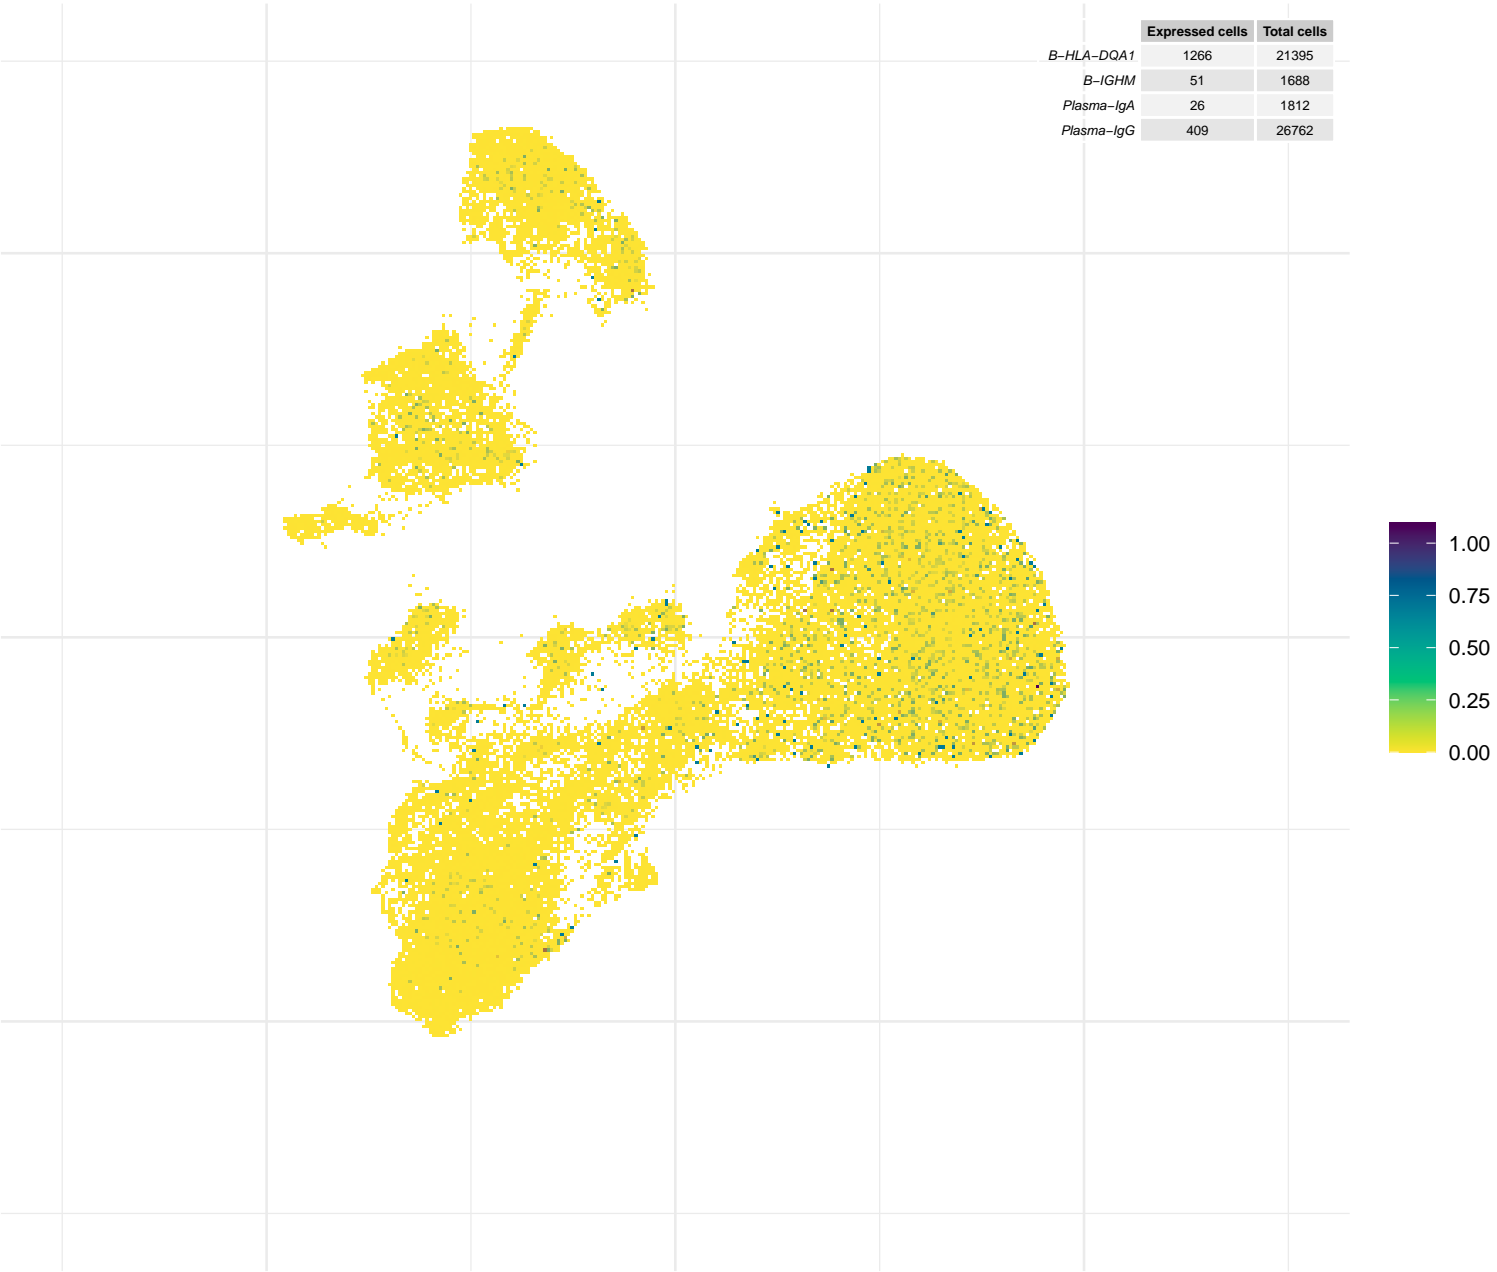 Expressed cells Total cells
B−HLA−DQA1 1266 21395
B−IGHM 51 1688
Plasma−IgA 26 1812
Plasma−IgG 409 26762
1.00
0.75
0.50
0.25
0.00